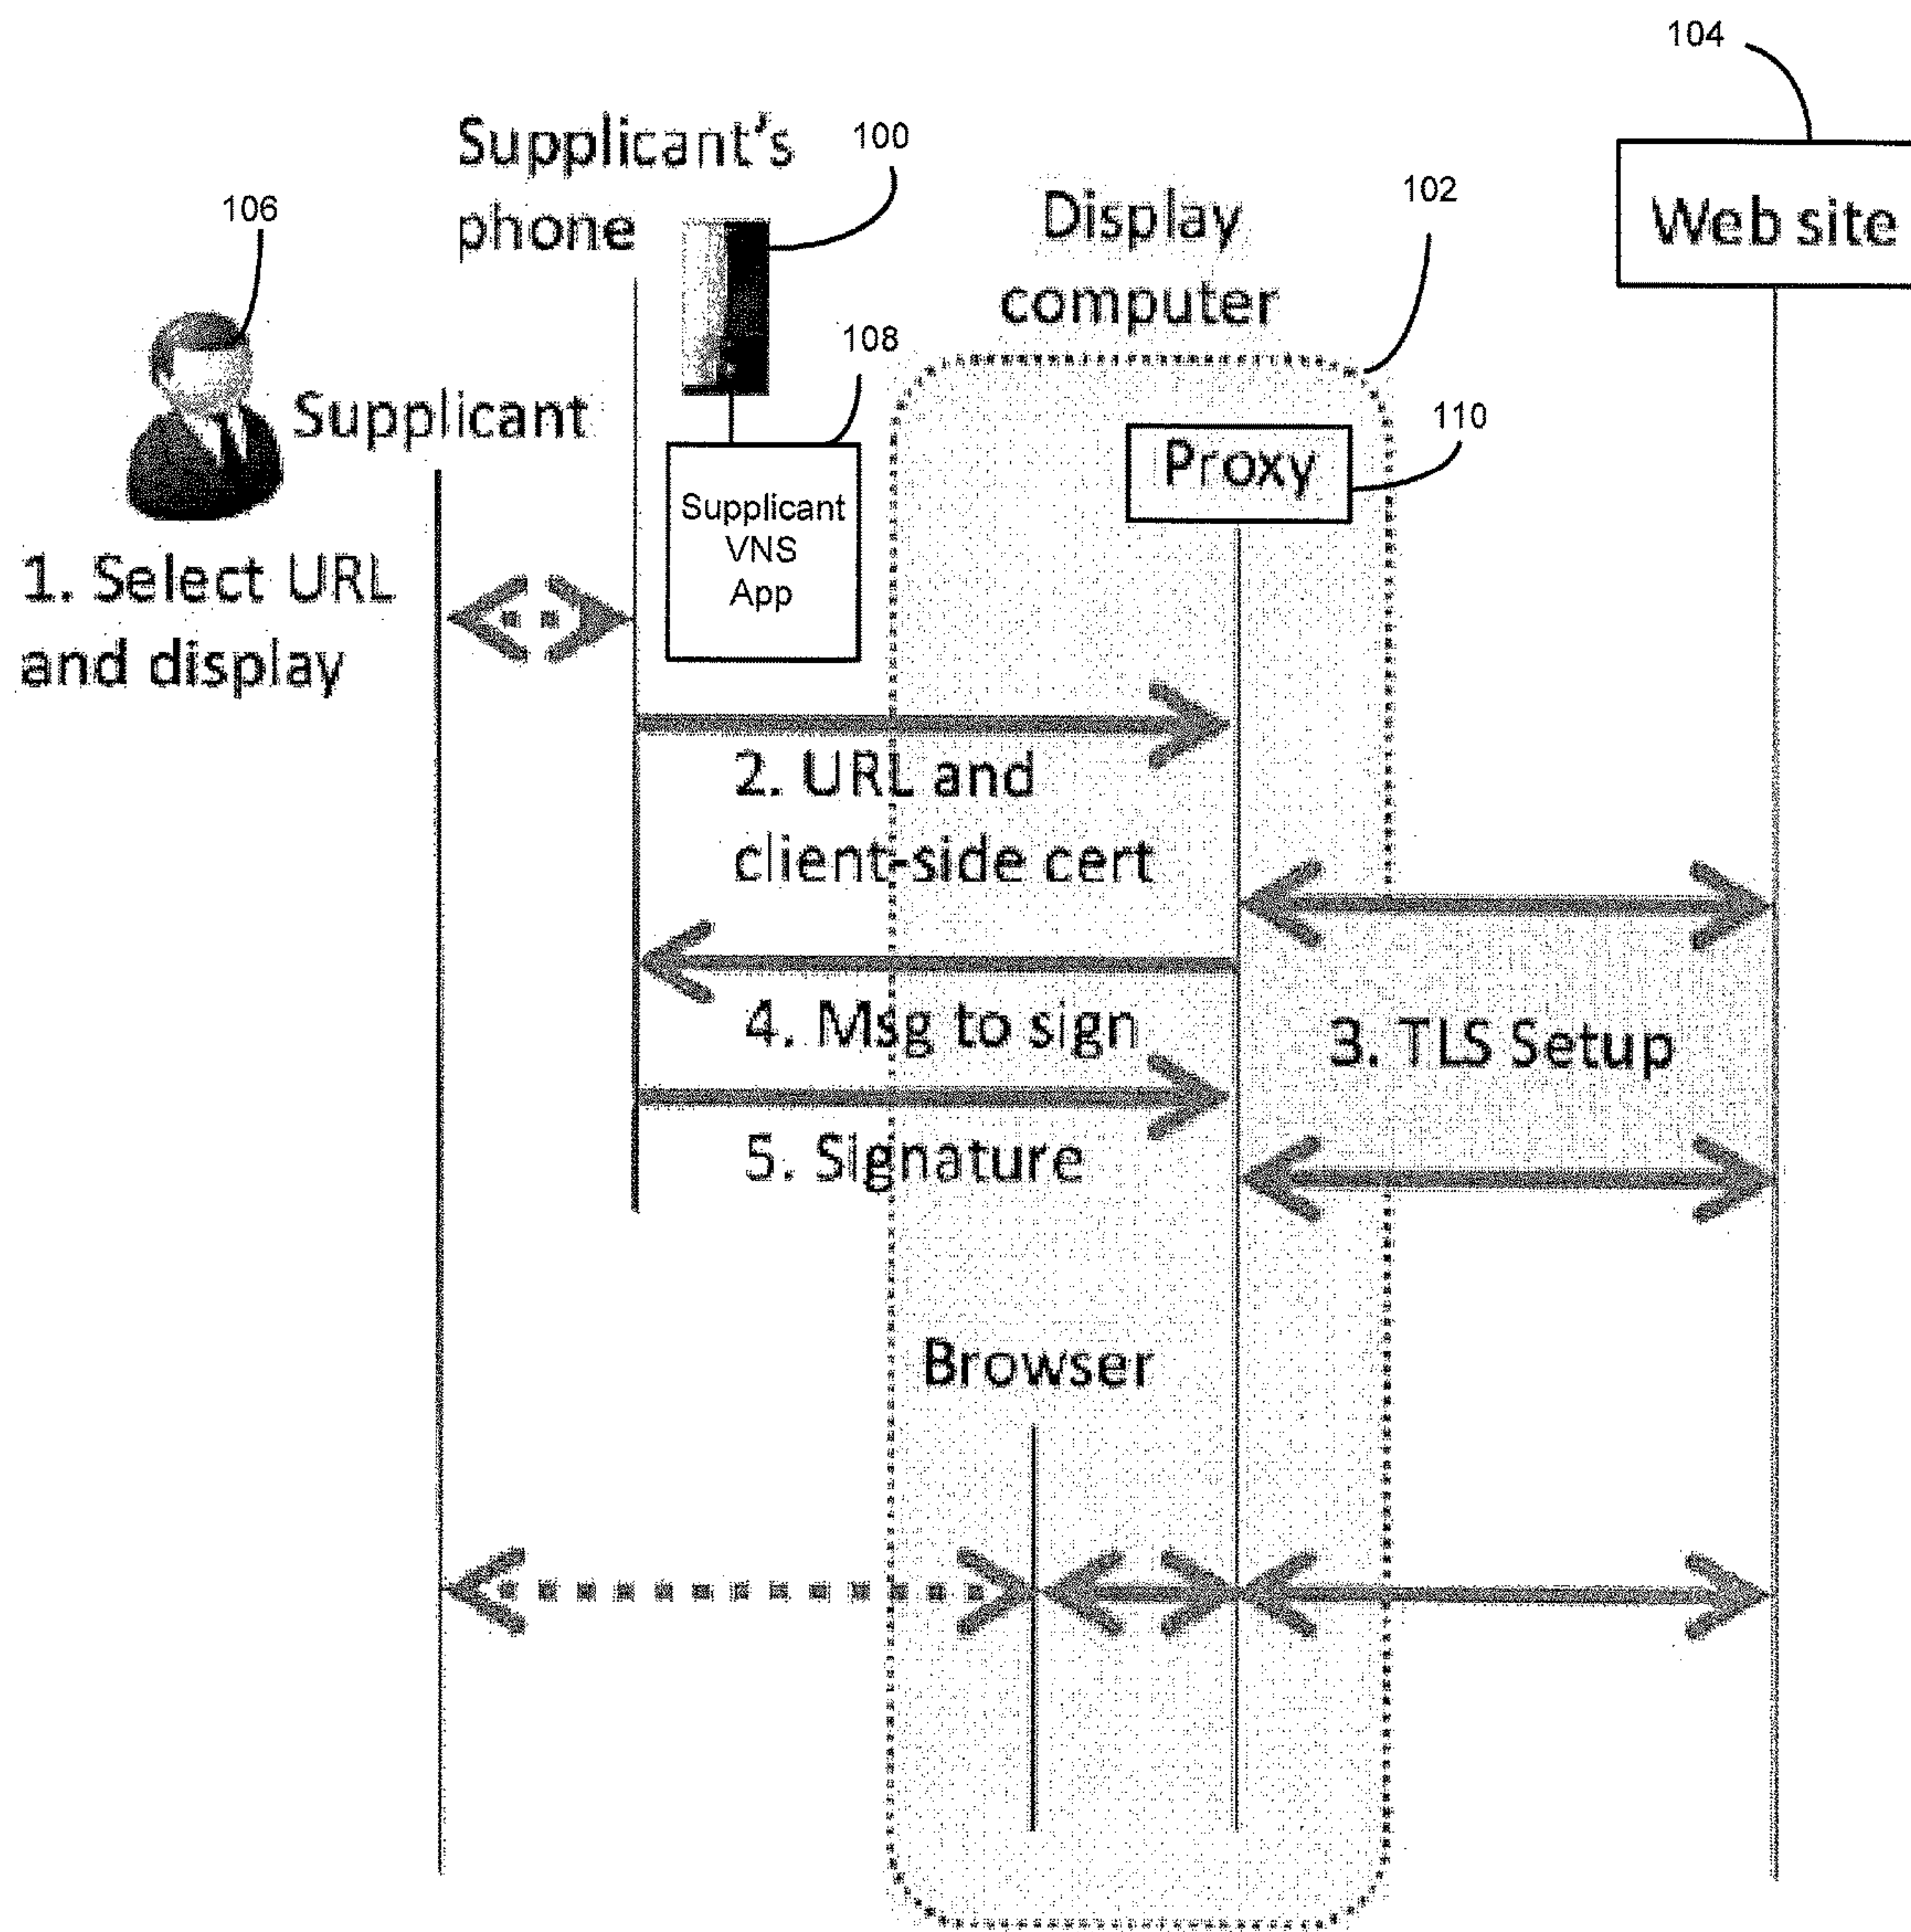 104
Supplicant's
phone
100
Display
computer
102
Web site
106
Supplicant
108
Proxy
110
Supplicant
VNS
App
1. Select URL
and display
2. URL and
client-side cert
4. Msg to sign
3. TLS Setup
5. Signature
Browser